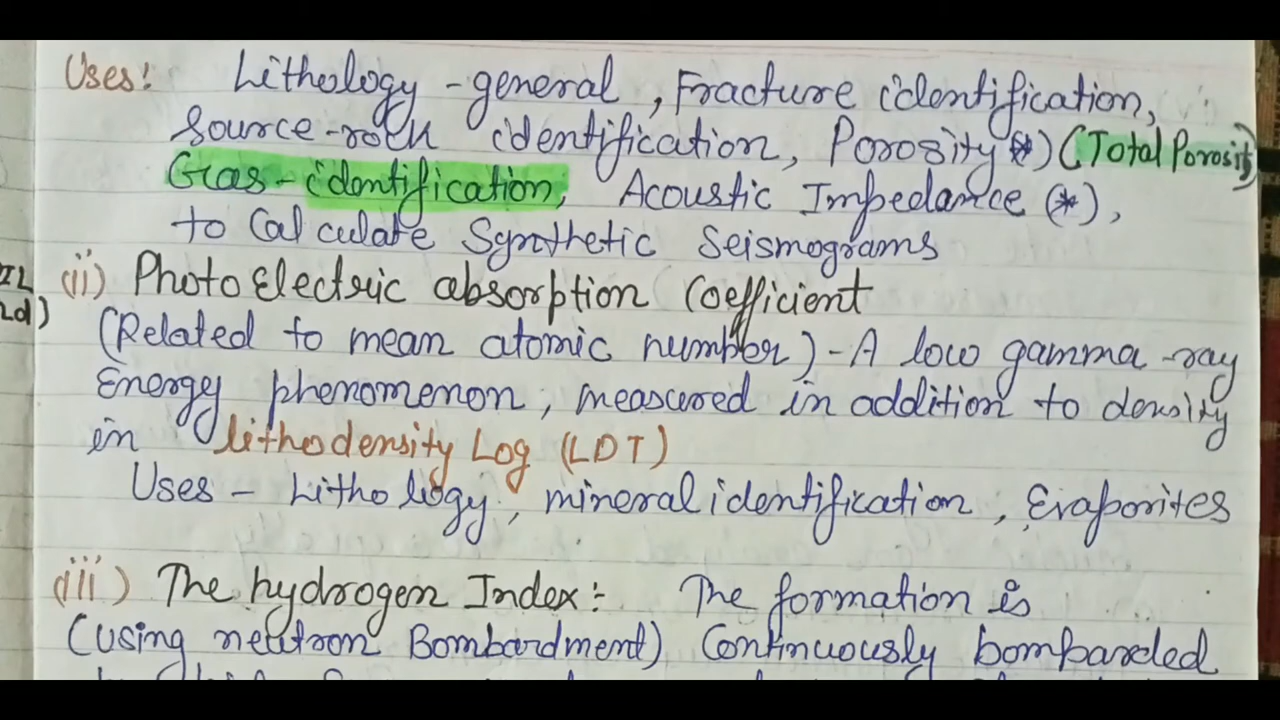 Uses! Lithology - general, Fracture identification,
Source-rock identification, Porosity *) (Total Porosity)
Gas - identification, Acoustic Impedance (*),
to Calculate Synthetic Seismograms
(ii) Photo Electric absorption Coefficient
(Related to mean atomic number) - A low gamma-ray
Energy phenomenon, measured in addition to density
in lithodensity Log (LDT)
Uses - Lithology, mineral identification, Evaporites
(iii) The hydrogen Index:- The formation is
(using neutron Bombardment) Continuously bombarded